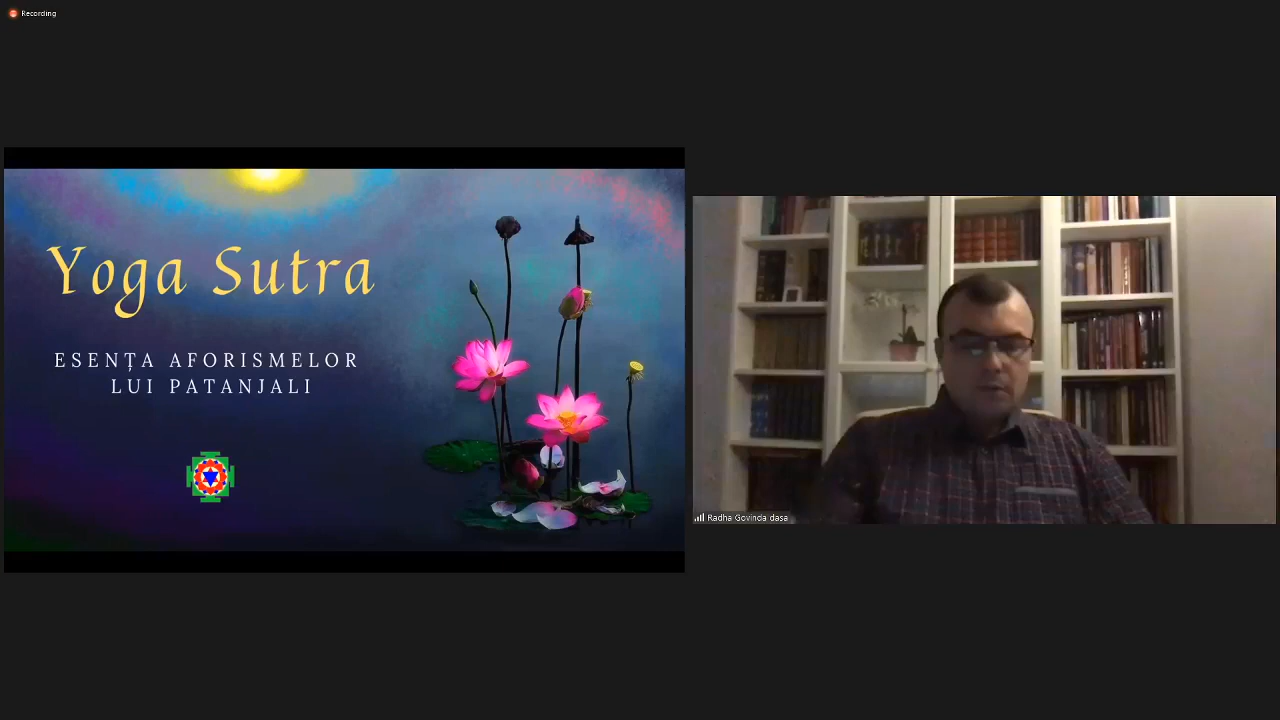 Recording
Yoga Sutra
ESENȚA AFORISMELOR
LUI PATANJALI
Radha Govinda dasa